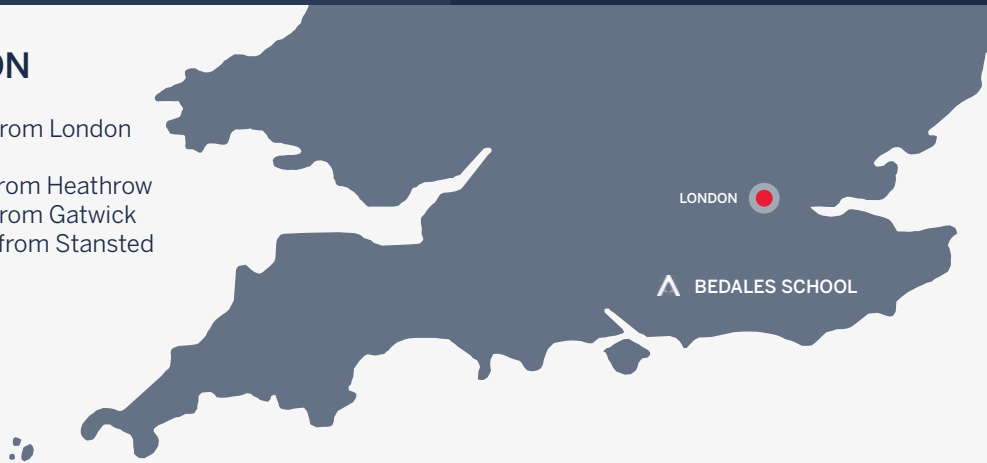 ON
rom London
rom Heathrow
rom Gatwick
from Stansted
LONDON
BEDALES SCHOOL